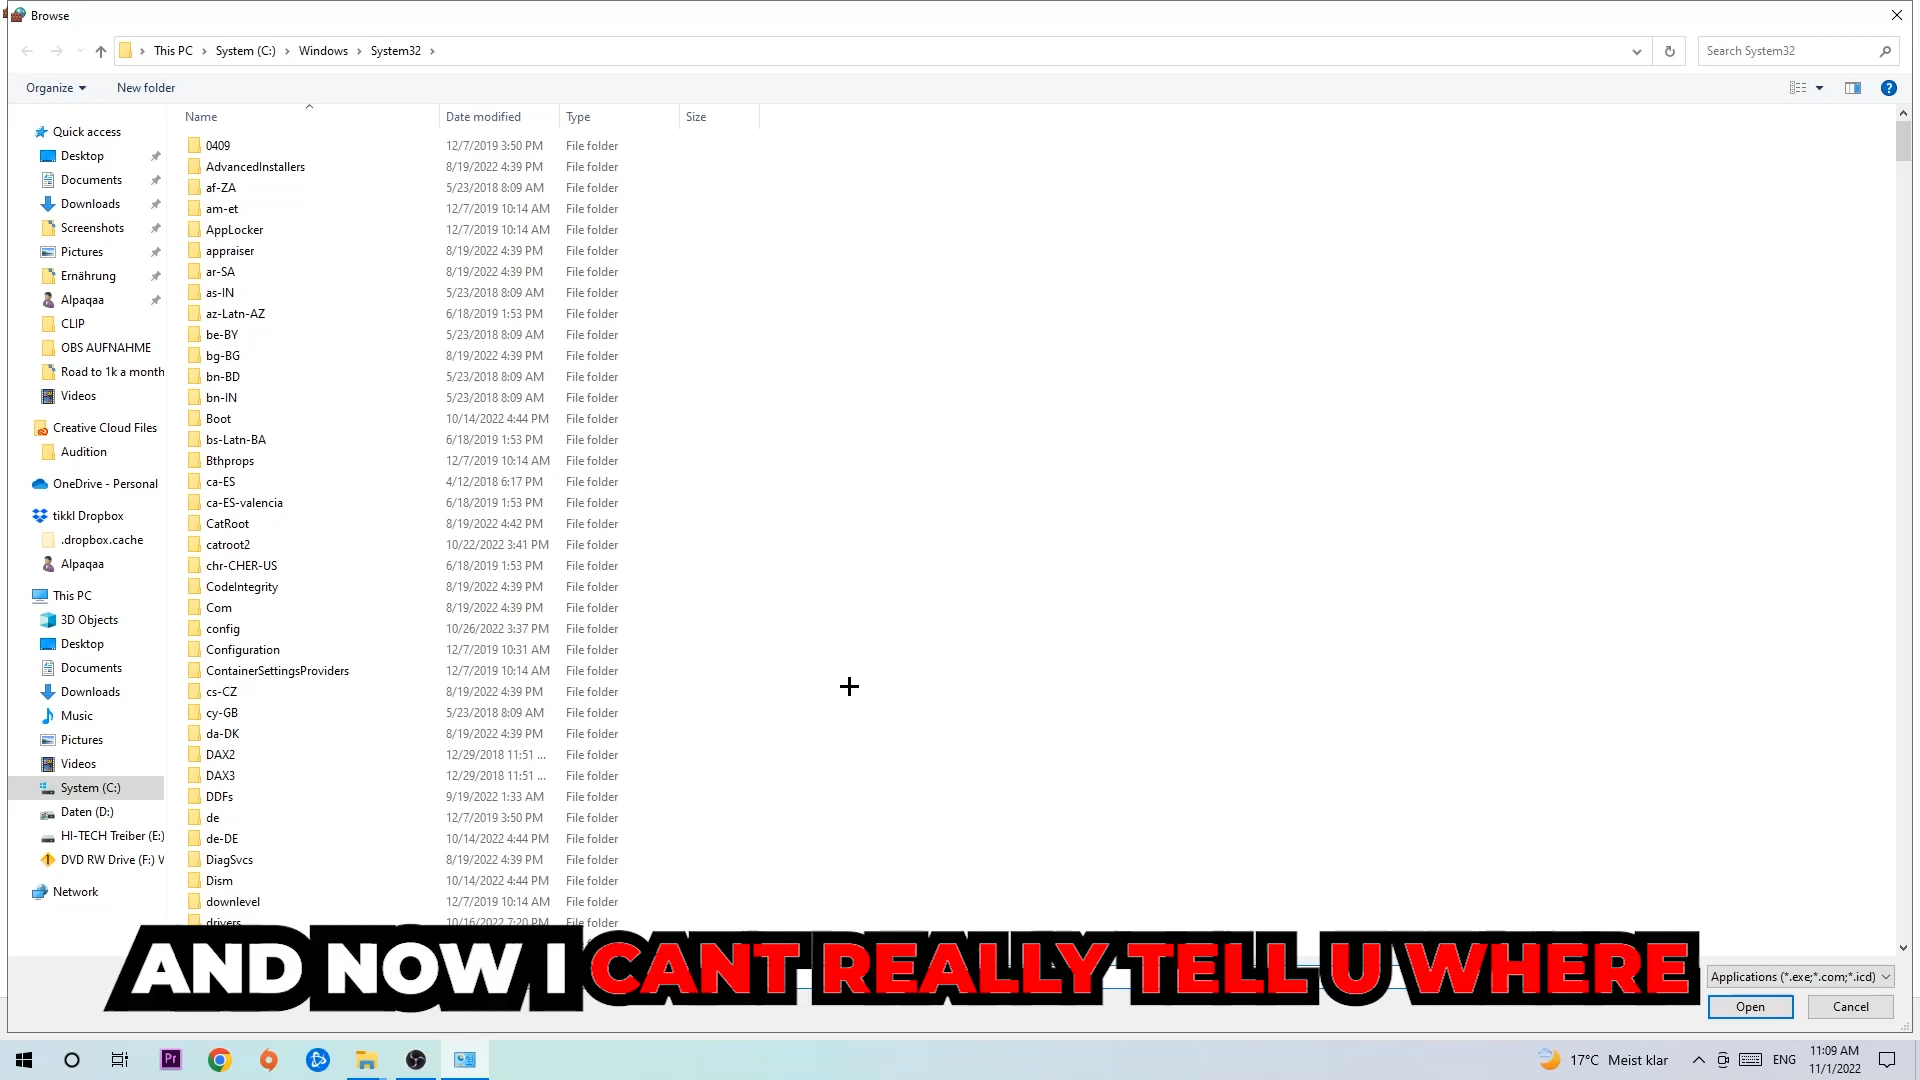 Browse
This PC > System (C:) > Windows > System32 >
Search System32
Organize
New folder
Name Date modified Type Size
Quick access
Desktop
Documents
Downloads
Screenshots
Pictures
Ernährung
Alpaqaa
CLIP
OBS AUFNAHME
Road to 1k a month
Videos
Creative Cloud Files
Audition
OneDrive - Personal
tikkl Dropbox
.dropbox.cache
Alpaqaa
This PC
3D Objects
Desktop
Documents
Downloads
Music
Pictures
Videos
System (C:)
Daten (D:)
HI-TECH Treiber (E:)
DVD RW Drive (F:) V
Network
0409 12/7/2019 3:50 PM File folder
AdvancedInstallers 8/19/2022 4:39 PM File folder
af-ZA 5/23/2018 8:09 AM File folder
am-et 12/7/2019 10:14 AM File folder
AppLocker 12/7/2019 10:14 AM File folder
appraiser 8/19/2022 4:39 PM File folder
ar-SA 8/19/2022 4:39 PM File folder
as-IN 5/23/2018 8:09 AM File folder
az-Latn-AZ 6/18/2019 1:53 PM File folder
be-BY 5/23/2018 8:09 AM File folder
bg-BG 8/19/2022 4:39 PM File folder
bn-BD 5/23/2018 8:09 AM File folder
bn-IN 5/23/2018 8:09 AM File folder
Boot 10/14/2022 4:44 PM File folder
bs-Latn-BA 6/18/2019 1:53 PM File folder
Bthprops 12/7/2019 10:14 AM File folder
ca-ES 4/12/2018 6:17 PM File folder
ca-ES-valencia 6/18/2019 1:53 PM File folder
CatRoot 8/19/2022 4:42 PM File folder
catroot2 10/22/2022 3:41 PM File folder
chr-CHER-US 6/18/2019 1:53 PM File folder
CodeIntegrity 8/19/2022 4:39 PM File folder
Com 8/19/2022 4:39 PM File folder
config 10/26/2022 3:37 PM File folder
Configuration 12/7/2019 10:31 AM File folder
ContainerSettingsProviders 12/7/2019 10:14 AM File folder
cs-CZ 8/19/2022 4:39 PM File folder
cy-GB 5/23/2018 8:09 AM File folder
da-DK 8/19/2022 4:39 PM File folder
DAX2 12/29/2018 11:51 ... File folder
DAX3 12/29/2018 11:51 ... File folder
DDFs 9/19/2022 1:33 AM File folder
de 12/7/2019 3:50 PM File folder
de-DE 10/14/2022 4:44 PM File folder
DiagSvcs 8/19/2022 4:39 PM File folder
Dism 10/14/2022 4:44 PM File folder
downlevel 12/7/2019 10:14 AM File folder
drivers 10/16/2022 7:20 PM File folder
AND NOW I CANT REALLY TELL U WHERE
Applications (*.exe;*.com;*.icd)
Open
Cancel
Pr
17°C Meist klar
ENG
11:09 AM
11/1/2022